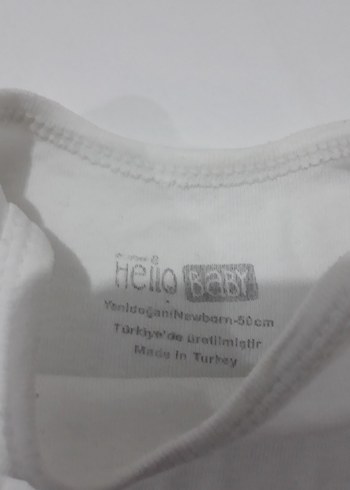 Hello BaBY
Yenidoğan/Newborn-50cm
Türkiye'de üretilmiştir
Made in Turkey